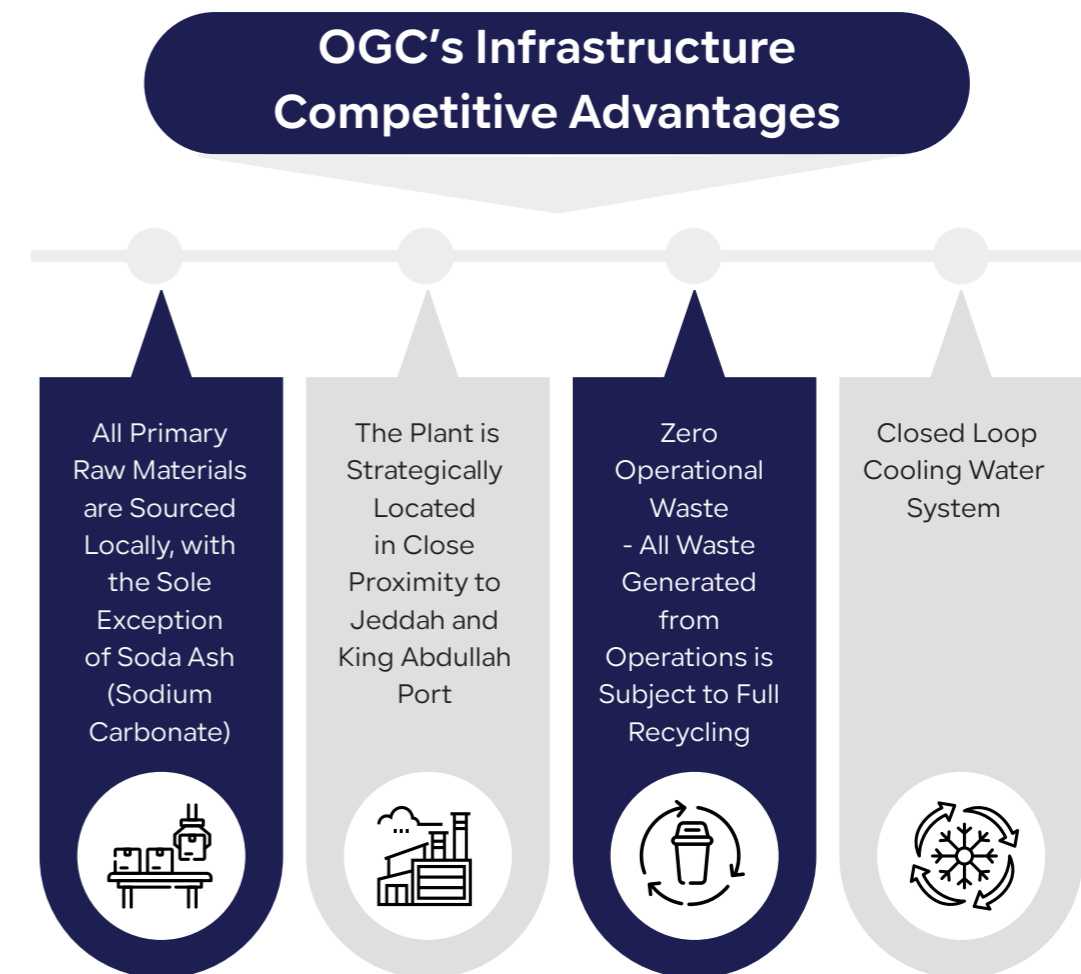 OGC's Infrastructure
Competitive Advantages
All Primary
Raw Materials
are Sourced
Locally, with
the Sole
Exception
of Soda Ash
(Sodium
Carbonate)
The Plant is
Strategically
Located
in Close
Proximity to
Jeddah and
King Abdullah
Port
Zero
Operational
Waste
- All Waste
Generated
from
Operations is
Subject to Full
Recycling
Closed Loop
Cooling Water
System